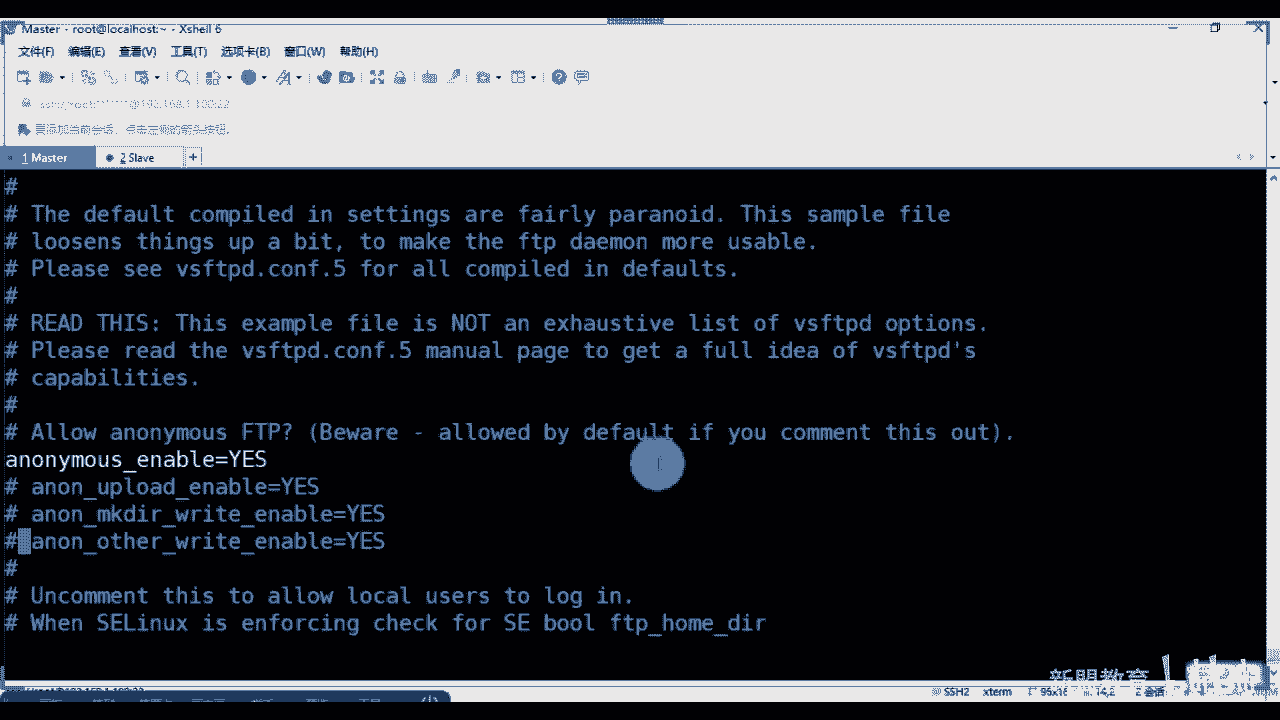 Master - root@localhost:~ - Xshell 6
文件(F) 编辑(E) 查看(V) 工具(T) 选项卡(B) 窗口(W) 帮助(H)
1 Master
2 Slave
+
#
# The default compiled in settings are fairly paranoid. This sample file
# loosens things up a bit, to make the ftp daemon more usable.
# Please see vsftpd.conf.5 for all compiled in defaults.
#
# READ THIS: This example file is NOT an exhaustive list of vsftpd options.
# Please read the vsftpd.conf.5 manual page to get a full idea of vsftpd's
# capabilities.
#
# Allow anonymous FTP? (Beware - allowed by default if you comment this out).
anonymous_enable=YES
# anon_upload_enable=YES
# anon_mkdir_write_enable=YES
# anon_other_write_enable=YES
#
# Uncomment this to allow local users to log in.
# When SELinux is enforcing check for SE bool ftp_home_dir
新盟教育
SSH2 xterm